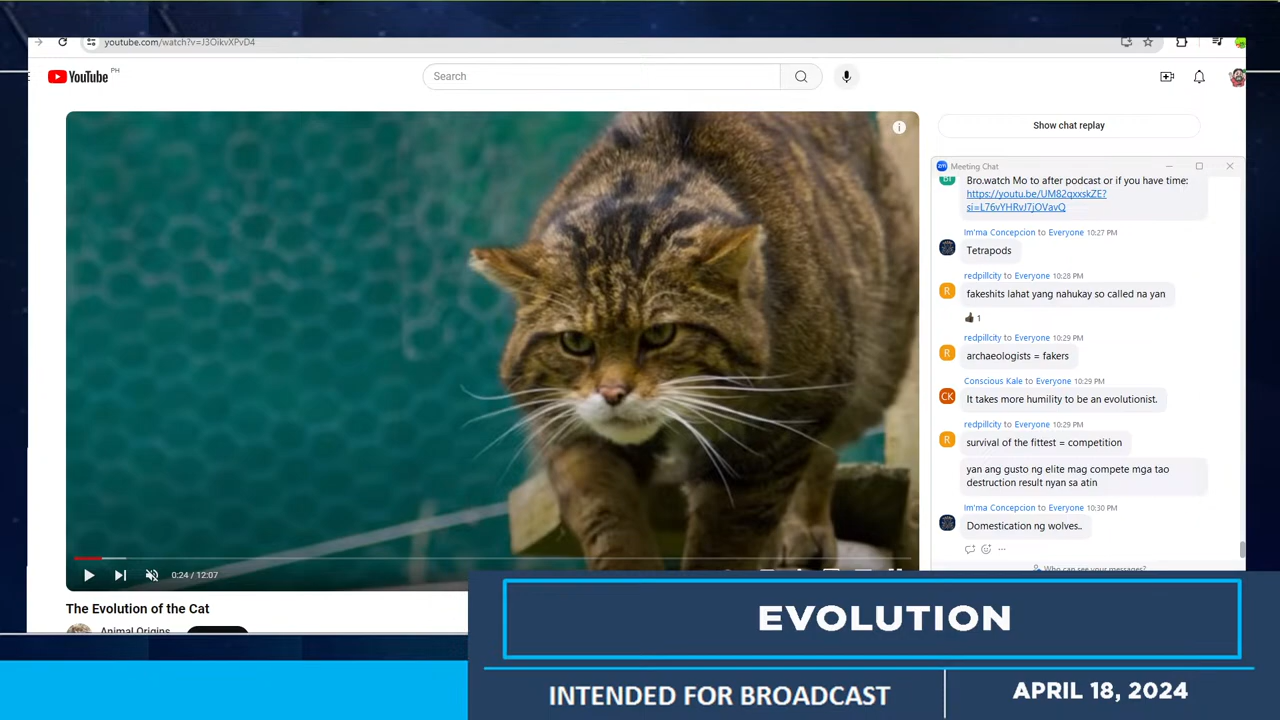 youtube.com/watch?v=J3OikvXPvD4
YouTube PH
Search
Show chat replay
Meeting Chat
Bro.watch Mo to after podcast or if you have time:
https://youtu.be/UM82qxxskZE?
si=L76vYHRvJ7jOVavQ
Im'ma Concepcion to Everyone 10:27 PM
Tetrapods
redpillcity to Everyone 10:28 PM
R
fakeshits lahat yang nahukay so called na yan
1
redpillcity to Everyone 10:29 PM
R
archaeologists = fakers
Conscious Kale to Everyone 10:29 PM
CK
It takes more humility to be an evolutionist.
redpillcity to Everyone 10:29 PM
R
survival of the fittest = competition
yan ang gusto ng elite mag compete mga tao
destruction result nyan sa atin
Im'ma Concepcion to Everyone 10:30 PM
Domestication ng wolves..
Who can see your messages?
0:24 / 12:07
The Evolution of the Cat
Animal Origins
EVOLUTION
INTENDED FOR BROADCAST
APRIL 18, 2024